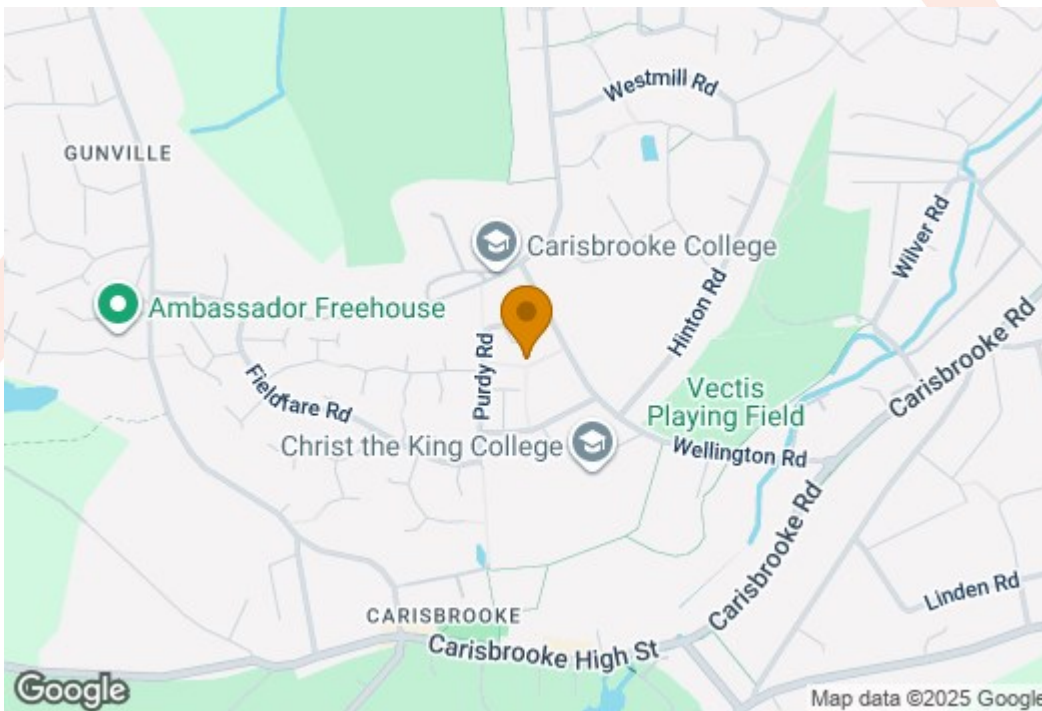 Westmill Rd
GUNVILLE
Wilver Rd
Carisbrooke College
Ambassador Freehouse
Hinton Rd
Purdy Rd
Carisbrooke Rd
Fieldfare Rd
Vectis
Playing Field
Christ the King College
Wellington Rd
Carisbrooke Rd
Linden Rd
CARISBROOKE
Carisbrooke High St
Google
Map data ©2025 Google